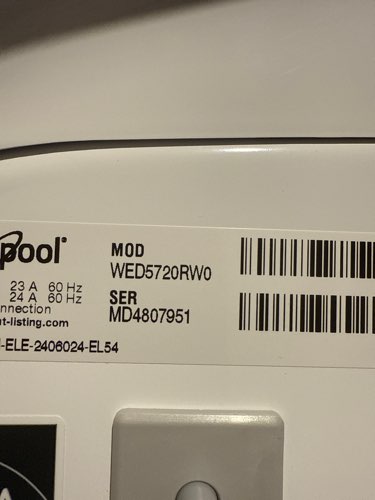 pool
MOD
WED5720RW0
23 A 60 Hz
24 A 60 Hz
SER
MD4807951
nnection
t-listing.com
-ELE-2406024-EL54